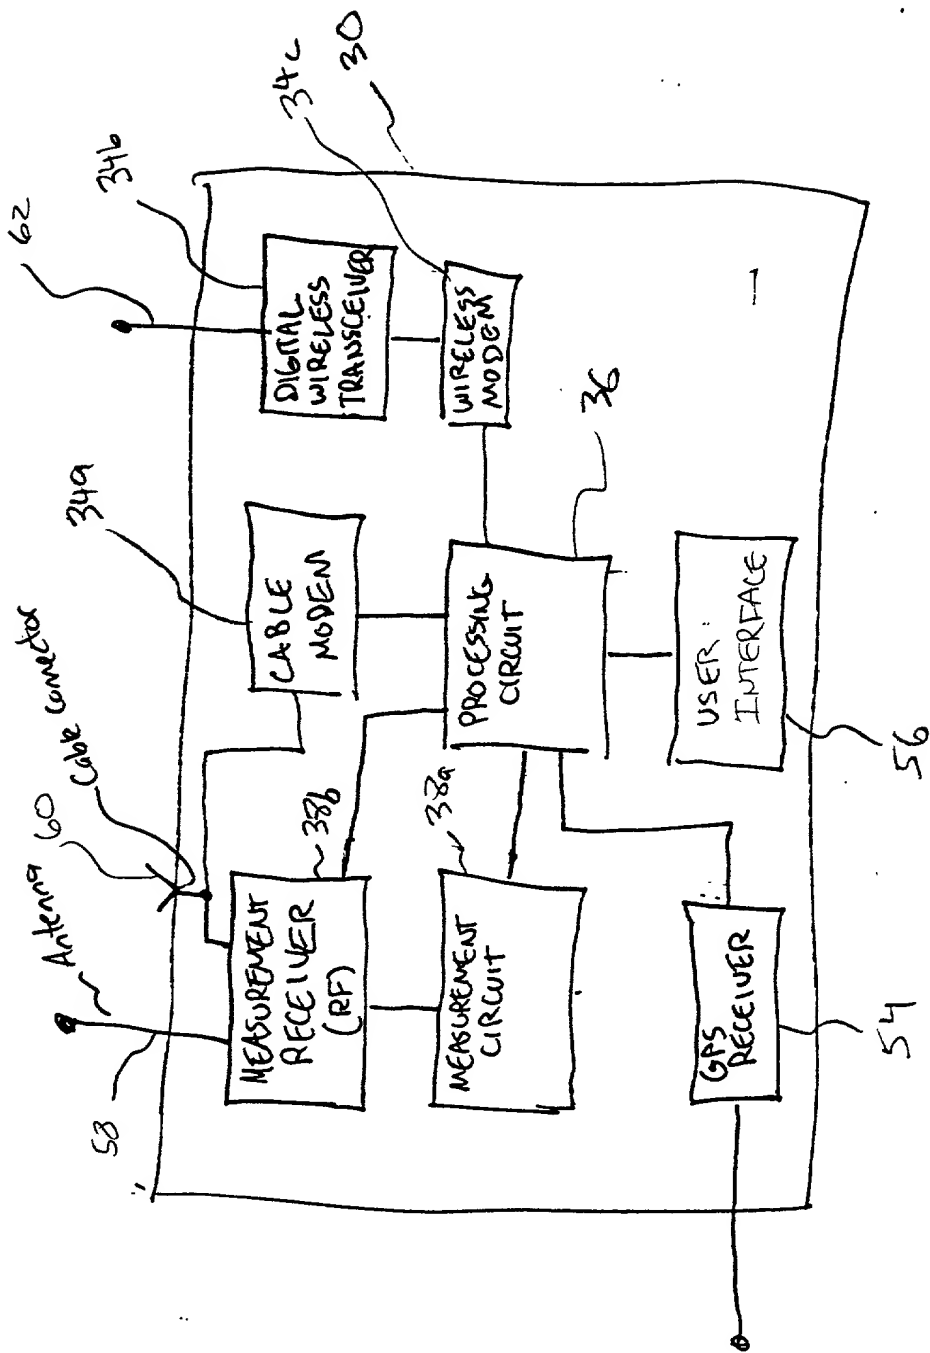 Antenna
60
Cable connector
34a
62
34b
34c
30
58
MEASUREMENT
RECEIVER
(RF)
38b
CABLE
MODEM
DIGITAL
WIRELESS
TRANSCEIVER
MEASUREMENT
CIRCUIT
38a
PROCESSING
CIRCUIT
36
WIRELESS
MODEM
GPS
RECEIVER
54
USER
INTERFACE
56